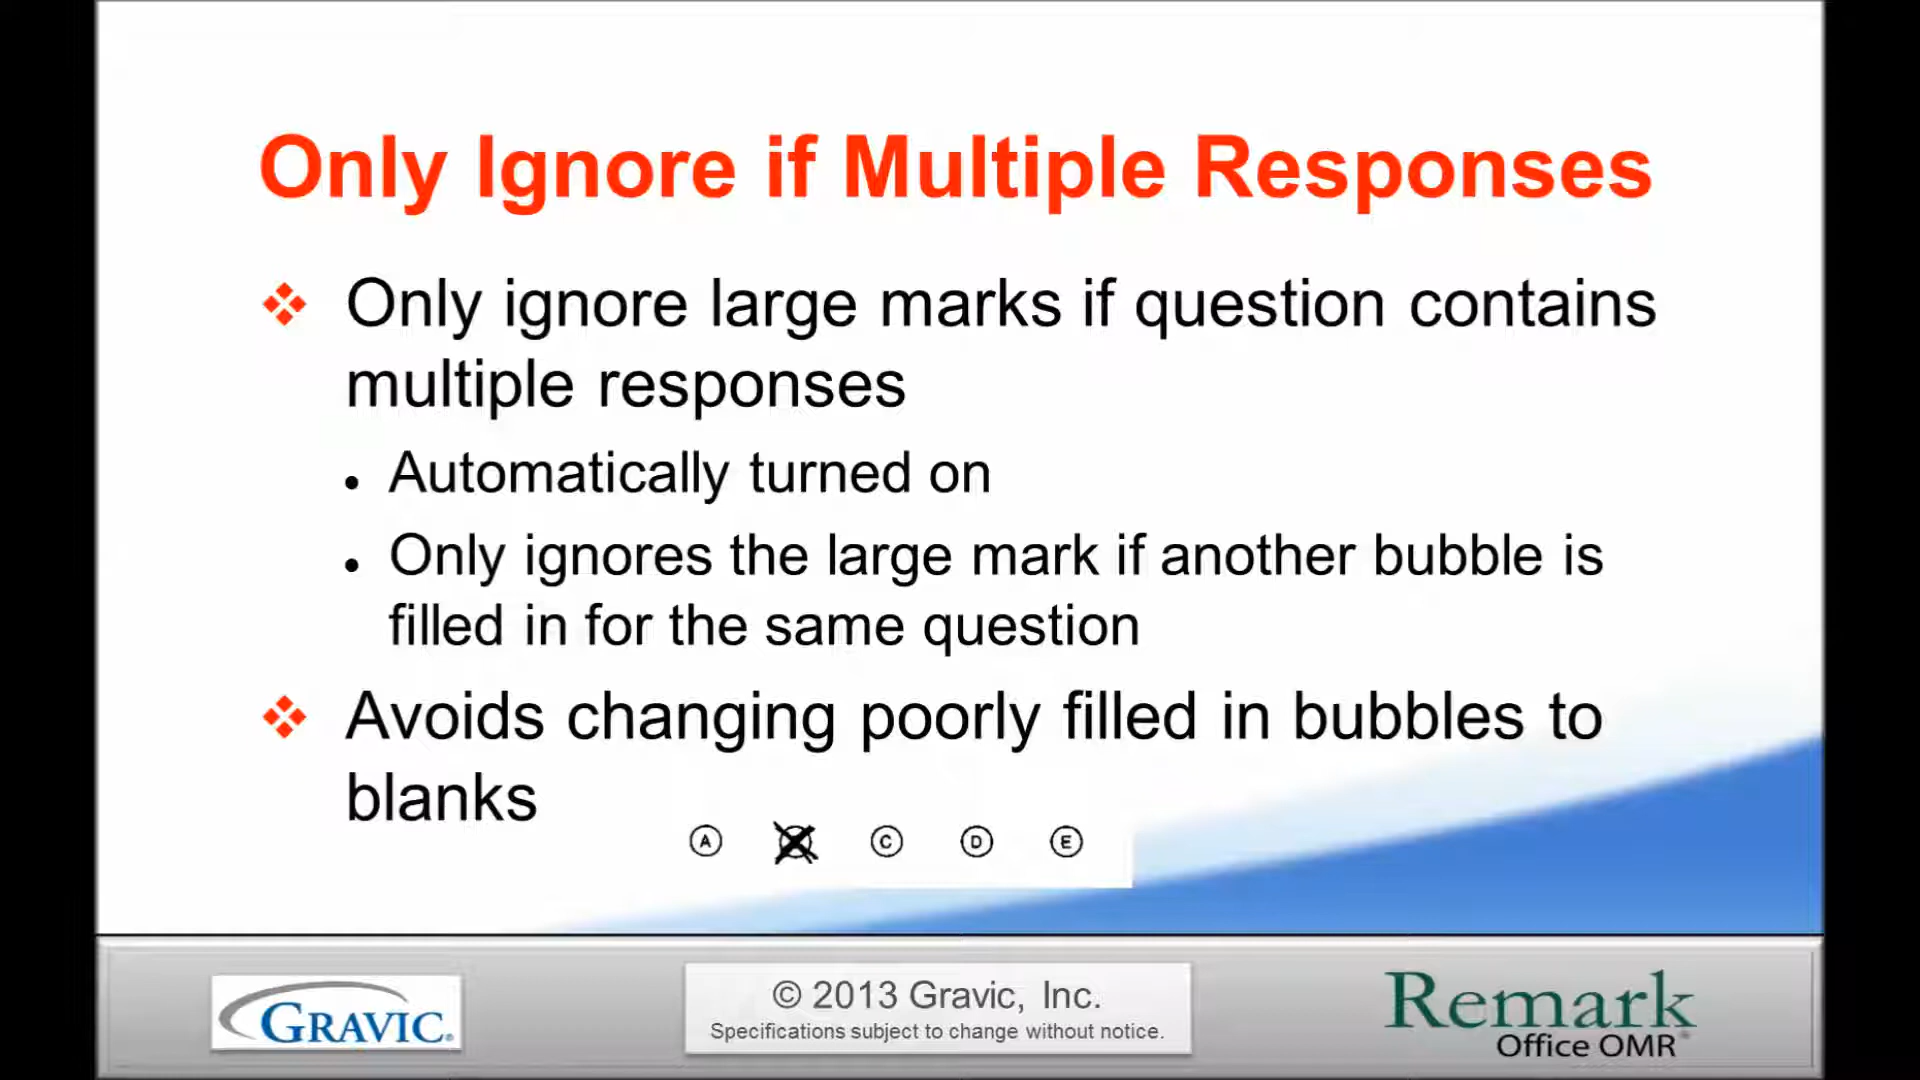 Only Ignore if Multiple Responses
Only ignore large marks if question contains
multiple responses
Automatically turned on
Only ignores the large mark if another bubble is
filled in for the same question
Avoids changing poorly filled in bubbles to
blanks
A C D E
GRAVIC®
© 2013 Gravic, Inc.
Specifications subject to change without notice.
Remark®
Office OMR